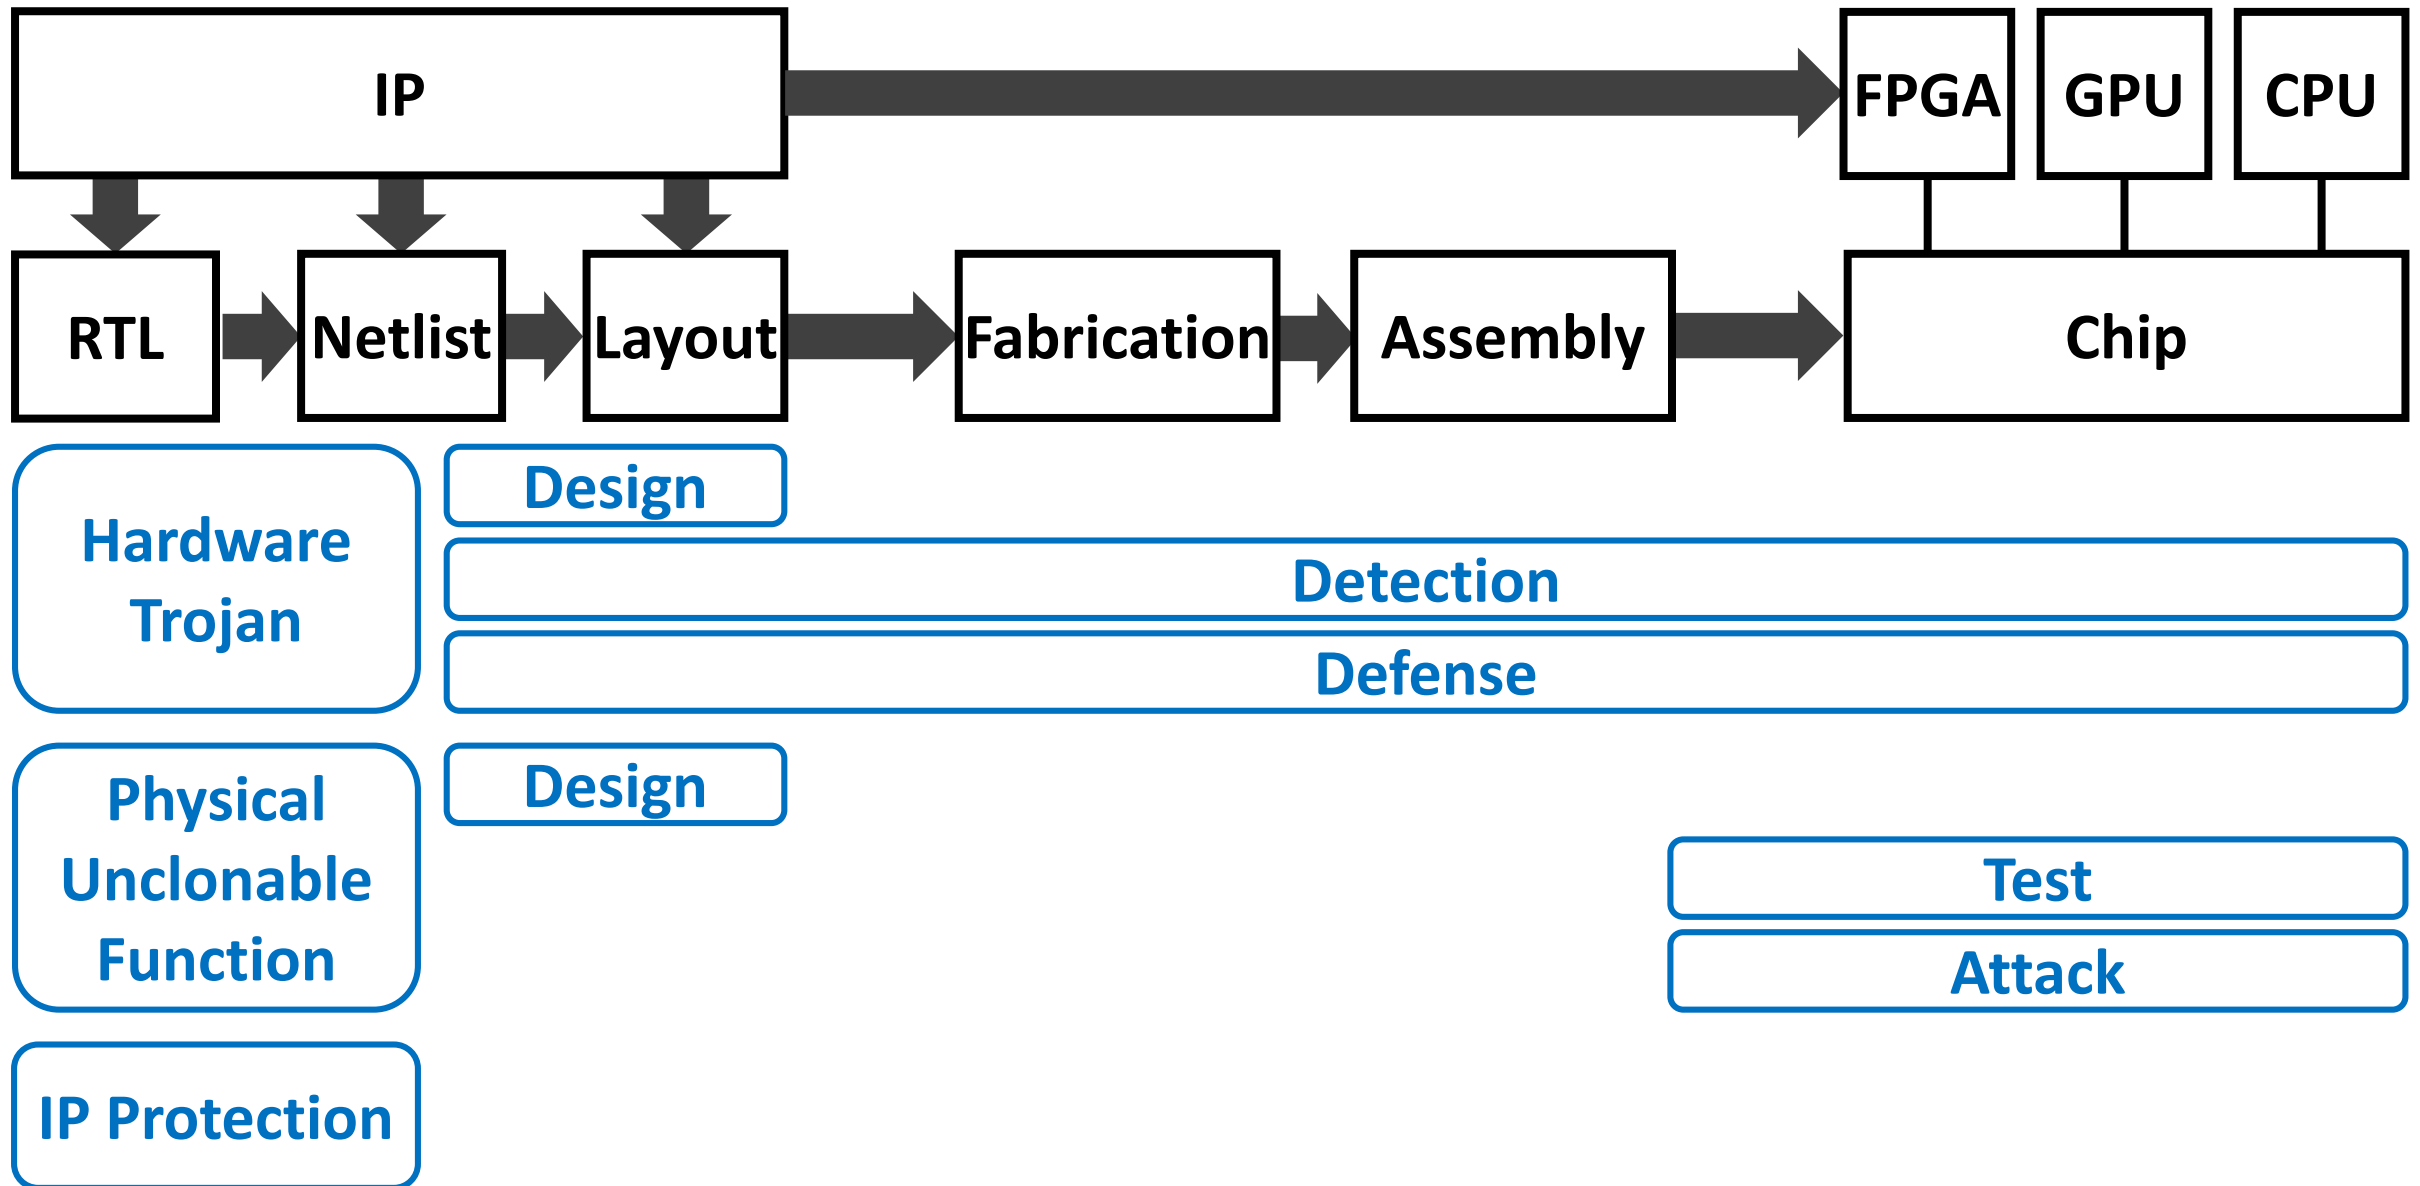 IP
FPGA
GPU
CPU
RTL
Netlist
Layout
Fabrication
Assembly
Chip
Hardware
Trojan
Design
Detection
Defense
Physical
Unclonable
Function
Design
Test
Attack
IP Protection